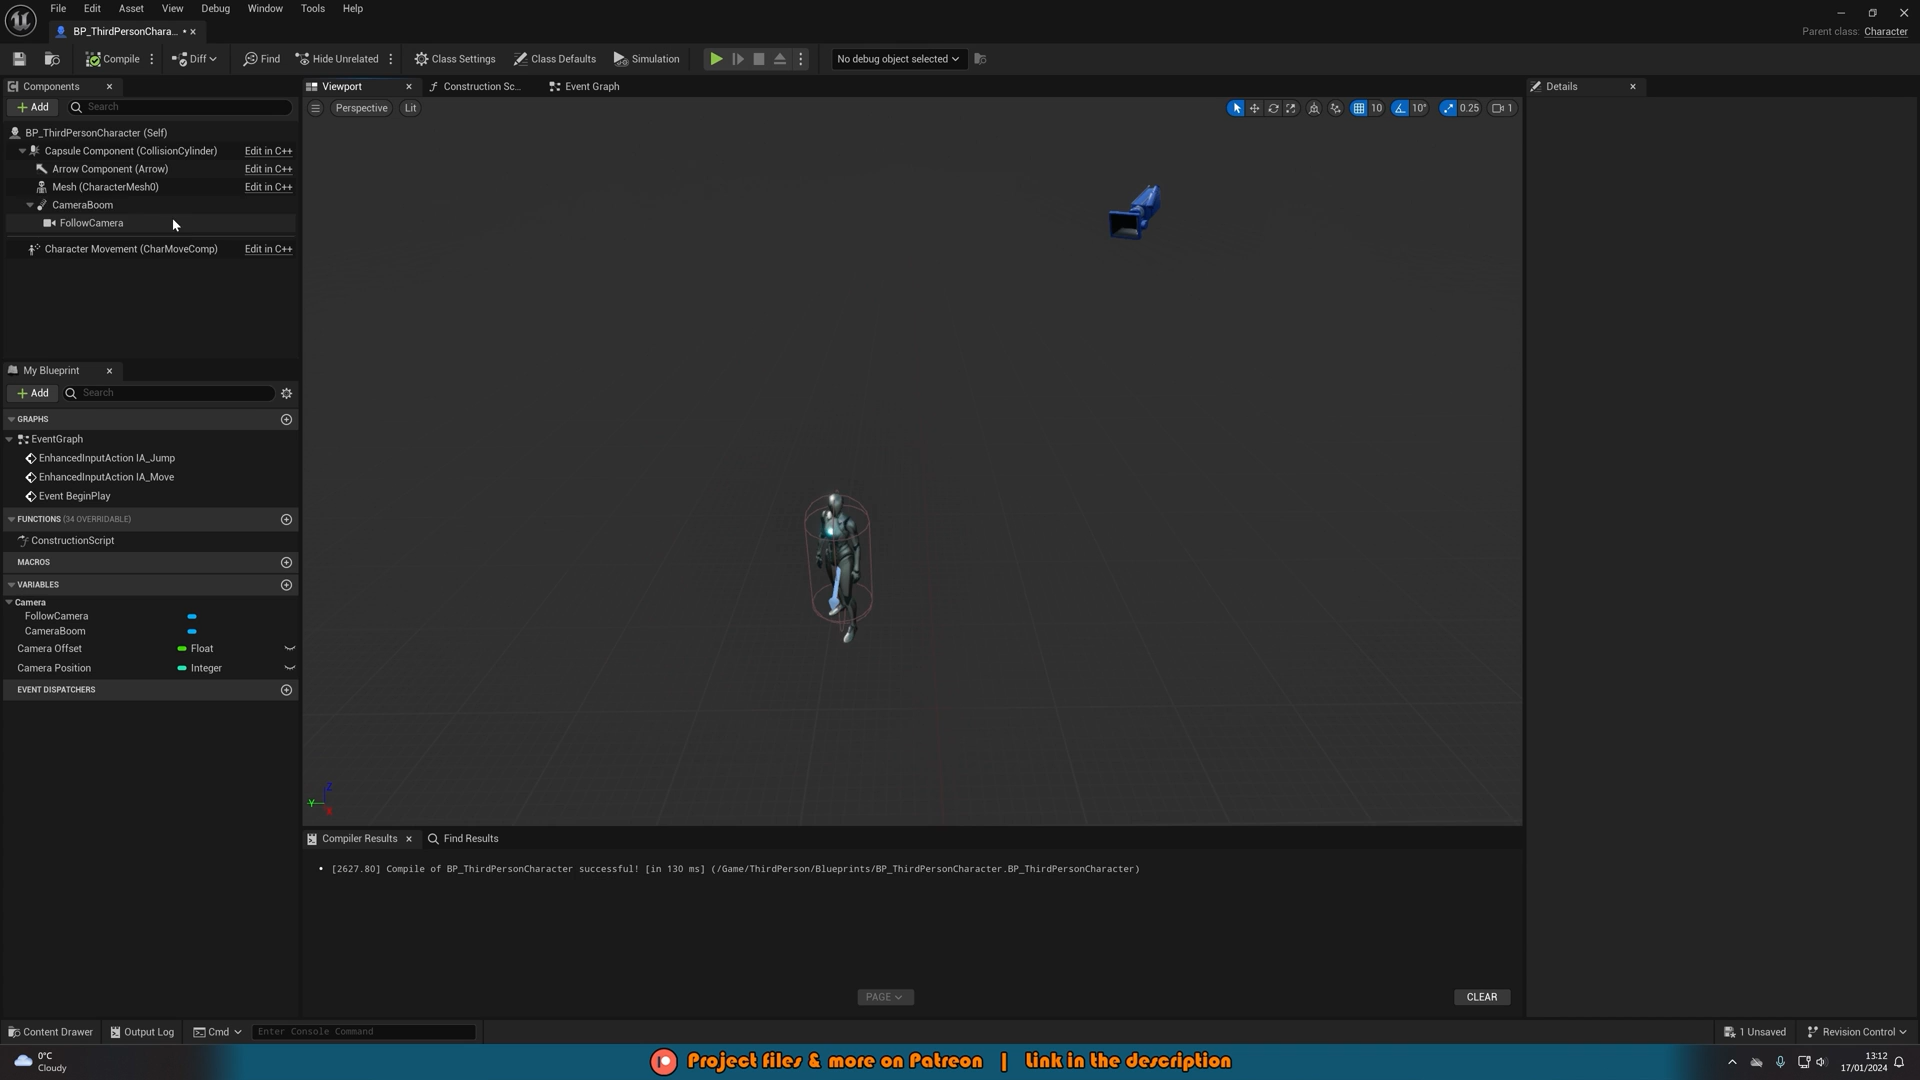 File Edit Asset View Debug Window Tools Help
BP_ThirdPersonChara...
Parent class: Character
Compile Diff Find Hide Unrelated Class Settings Class Defaults Simulation No debug object selected
Components
Viewport Construction Sc... Event Graph
Details
Add Search
Perspective Lit
10 10° 0.25 1
BP_ThirdPersonCharacter (Self)
Capsule Component (CollisionCylinder) Edit in C++
Arrow Component (Arrow) Edit in C++
Mesh (CharacterMesh0) Edit in C++
CameraBoom
FollowCamera
Character Movement (CharMoveComp) Edit in C++
My Blueprint
Add Search
GRAPHS
EventGraph
EnhancedInputAction IA_Jump
EnhancedInputAction IA_Move
Event BeginPlay
FUNCTIONS (34 OVERRIDABLE)
ConstructionScript
MACROS
VARIABLES
Camera
FollowCamera
CameraBoom
Camera Offset Float
Camera Position Integer
EVENT DISPATCHERS
Z
Y
X
Compiler Results Find Results
[2627.80] Compile of BP_ThirdPersonCharacter successful! [in 130 ms] (/Game/ThirdPerson/Blueprints/BP_ThirdPersonCharacter.BP_ThirdPersonCharacter)
PAGE
CLEAR
Content Drawer Output Log Cmd Enter Console Command 1 Unsaved Revision Control
0°C
Cloudy
Project files & more on Patreon | Link in the description
13:12
17/01/2024